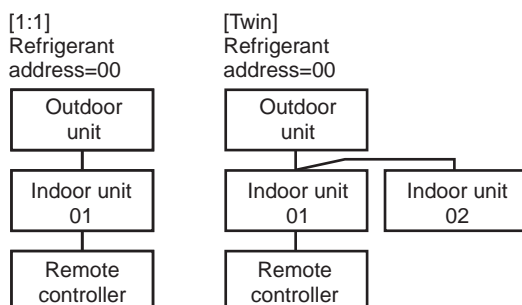 [1:1]
Refrigerant
address=00
Outdoor
unit
Indoor unit
01
Remote
controller
[Twin]
Refrigerant
address=00
Outdoor
unit
Indoor unit
01
Indoor unit
02
Remote
controller